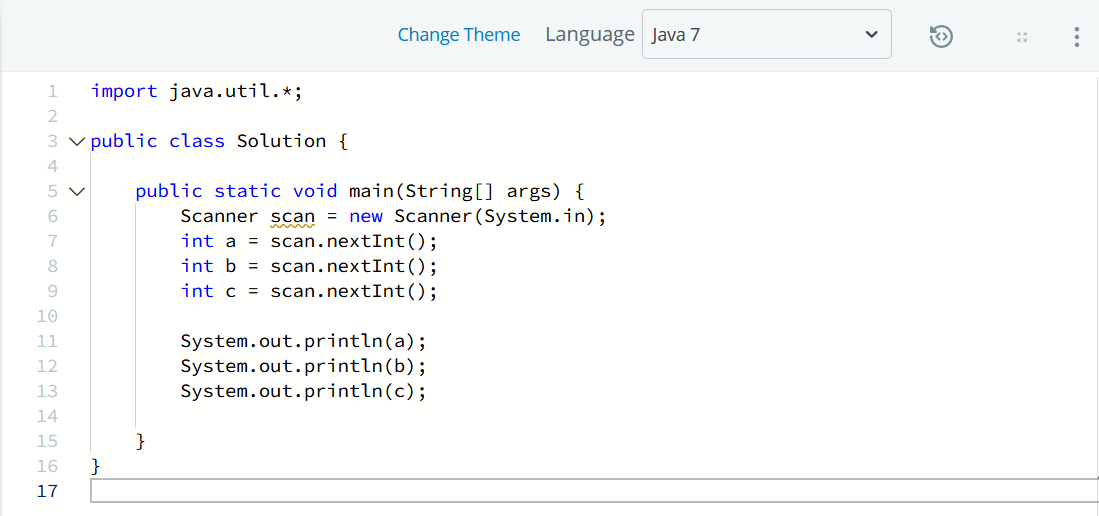 Change Theme Language Java 7
1 import java.util.*;
2
3 public class Solution {
4
5     public static void main(String[] args) {
6         Scanner scan = new Scanner(System.in);
7         int a = scan.nextInt();
8         int b = scan.nextInt();
9         int c = scan.nextInt();
10
11         System.out.println(a);
12         System.out.println(b);
13         System.out.println(c);
14
15     }
16 }
17